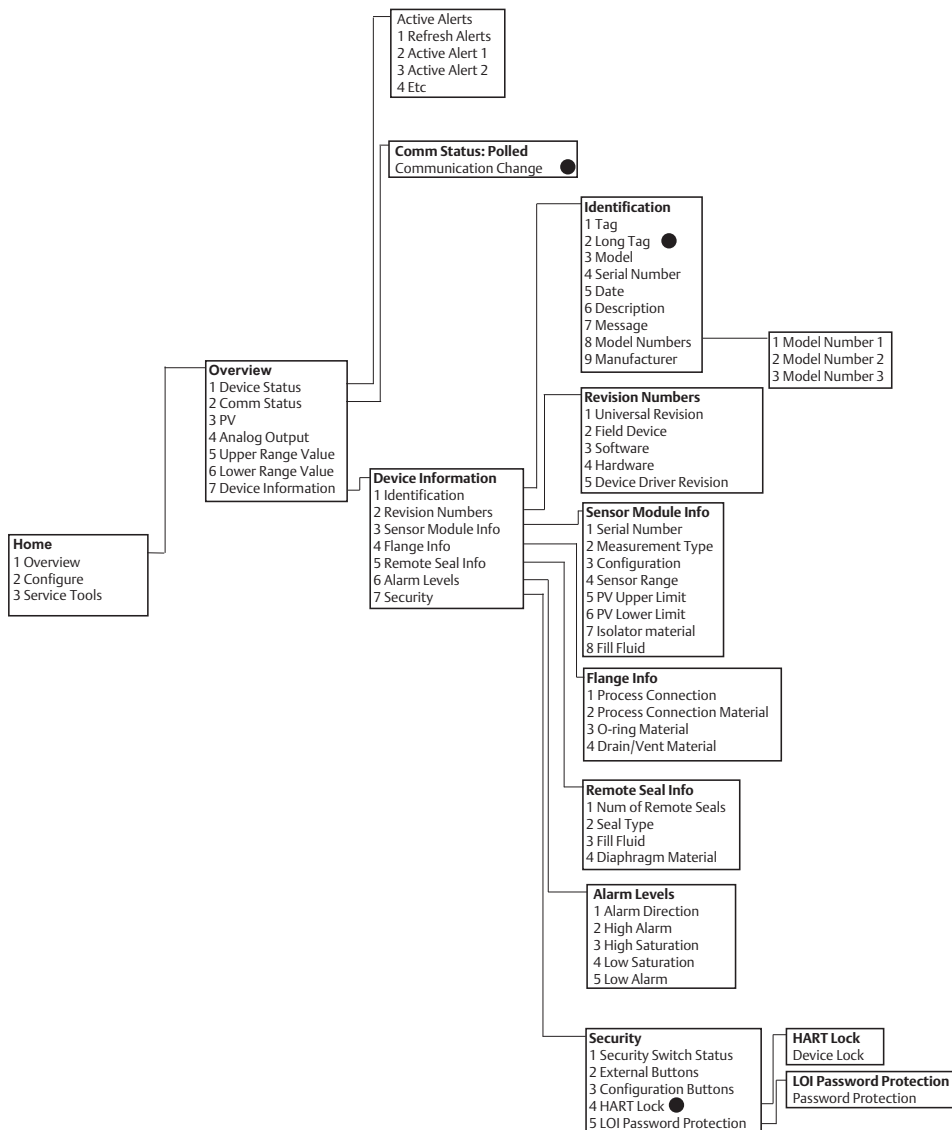 Active Alerts
1 Refresh Alerts
2 Active Alert 1
3 Active Alert 2
4 Etc
Comm Status: Polled
Communication Change
Identification
1 Tag
2 Long Tag
3 Model
4 Serial Number
5 Date
6 Description
7 Message
8 Model Numbers
9 Manufacturer
1 Model Number 1
2 Model Number 2
3 Model Number 3
Overview
1 Device Status
2 Comm Status
3 PV
4 Analog Output
5 Upper Range Value
6 Lower Range Value
7 Device Information
Revision Numbers
1 Universal Revision
2 Field Device
3 Software
4 Hardware
5 Device Driver Revision
Device Information
1 Identification
2 Revision Numbers
3 Sensor Module Info
4 Flange Info
5 Remote Seal Info
6 Alarm Levels
7 Security
Home
1 Overview
2 Configure
3 Service Tools
Sensor Module Info
1 Serial Number
2 Measurement Type
3 Configuration
4 Sensor Range
5 PV Upper Limit
6 PV Lower Limit
7 Isolator material
8 Fill Fluid
Flange Info
1 Process Connection
2 Process Connection Material
3 O-ring Material
4 Drain/Vent Material
Remote Seal Info
1 Num of Remote Seals
2 Seal Type
3 Fill Fluid
4 Diaphragm Material
Alarm Levels
1 Alarm Direction
2 High Alarm
3 High Saturation
4 Low Saturation
5 Low Alarm
Security
1 Security Switch Status
2 External Buttons
3 Configuration Buttons
4 HART Lock
5 LOI Password Protection
HART Lock
Device Lock
LOI Password Protection
Password Protection